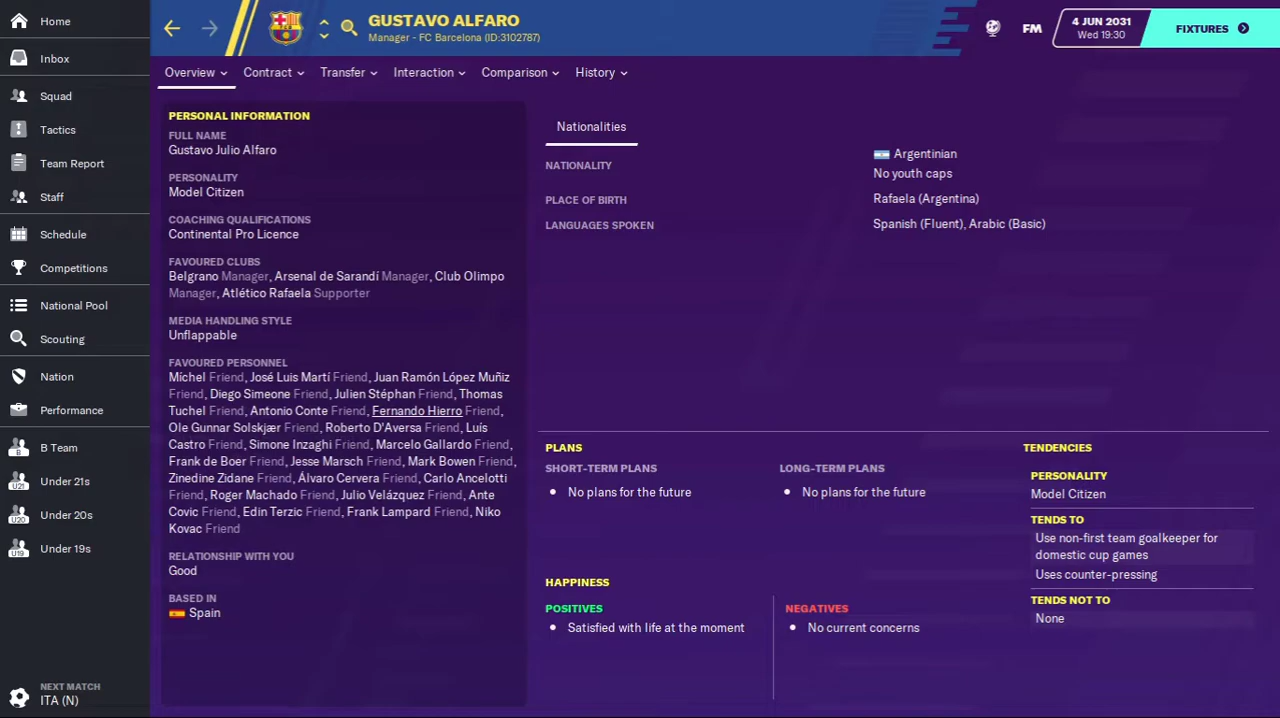 Home
Inbox
Squad
Tactics
Team Report
Staff
Schedule
Competitions
National Pool
Scouting
Nation
Performance
B
B Team
U21
Under 21s
U20
Under 20s
U19
Under 19s
NEXT MATCH
ITA (N)
GUSTAVO ALFARO
Manager - FC Barcelona (ID:3102787)
FM
4 JUN 2031
Wed 19:30
FIXTURES
Overview Contract Transfer Interaction Comparison History
PERSONAL INFORMATION
FULL NAME
Gustavo Julio Alfaro
PERSONALITY
Model Citizen
COACHING QUALIFICATIONS
Continental Pro Licence
FAVOURED CLUBS
Belgrano Manager, Arsenal de Sarandí Manager, Club Olimpo
Manager, Atlético Rafaela Supporter
MEDIA HANDLING STYLE
Unflappable
FAVOURED PERSONNEL
Míchel Friend, José Luis Martí Friend, Juan Ramón López Muñiz
Friend, Diego Simeone Friend, Julien Stéphan Friend, Thomas
Tuchel Friend, Antonio Conte Friend, Fernando Hierro Friend,
Ole Gunnar Solskjær Friend, Roberto D'Aversa Friend, Luís
Castro Friend, Simone Inzaghi Friend, Marcelo Gallardo Friend,
Frank de Boer Friend, Jesse Marsch Friend, Mark Bowen Friend,
Zinedine Zidane Friend, Álvaro Cervera Friend, Carlo Ancelotti
Friend, Roger Machado Friend, Julio Velázquez Friend, Ante
Covic Friend, Edin Terzic Friend, Frank Lampard Friend, Niko
Kovac Friend
RELATIONSHIP WITH YOU
Good
BASED IN
Spain
Nationalities
NATIONALITY
Argentinian
No youth caps
PLACE OF BIRTH
Rafaela (Argentina)
LANGUAGES SPOKEN
Spanish (Fluent), Arabic (Basic)
PLANS
SHORT-TERM PLANS
No plans for the future
LONG-TERM PLANS
No plans for the future
HAPPINESS
POSITIVES
Satisfied with life at the moment
NEGATIVES
No current concerns
TENDENCIES
PERSONALITY
Model Citizen
TENDS TO
Use non-first team goalkeeper for
domestic cup games
Uses counter-pressing
TENDS NOT TO
None